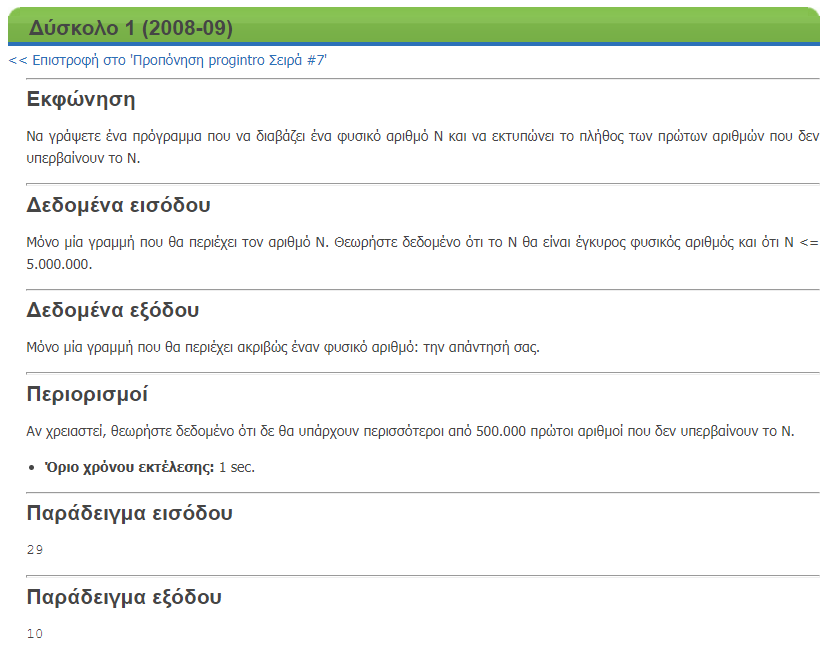 Δύσκολο 1 (2008-09)
<< Επιστροφή στο 'Προπόνηση progintro Σειρά #7'
Εκφώνηση
Να γράψετε ένα πρόγραμμα που να διαβάζει ένα φυσικό αριθμό N και να εκτυπώνει το πλήθος των πρώτων αριθμών που δεν
υπερβαίνουν το N.
Δεδομένα εισόδου
Μόνο μία γραμμή που θα περιέχει τον αριθμό N. Θεωρήστε δεδομένο ότι το N θα είναι έγκυρος φυσικός αριθμός και ότι N <=
5.000.000.
Δεδομένα εξόδου
Μόνο μία γραμμή που θα περιέχει ακριβώς έναν φυσικό αριθμό: την απάντησή σας.
Περιορισμοί
Αν χρειαστεί, θεωρήστε δεδομένο ότι δε θα υπάρχουν περισσότεροι από 500.000 πρώτοι αριθμοί που δεν υπερβαίνουν το N.
• Όριο χρόνου εκτέλεσης: 1 sec.
Παράδειγμα εισόδου
29
Παράδειγμα εξόδου
10